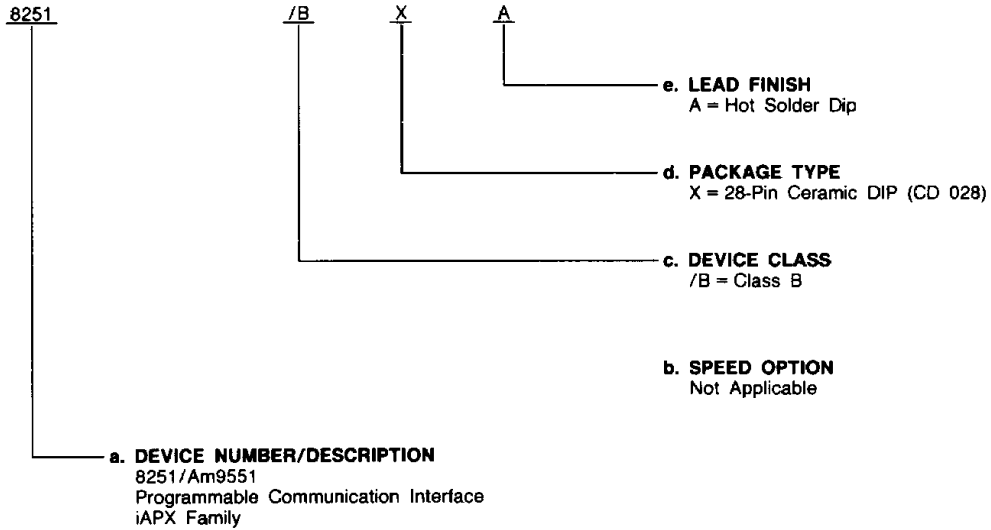 8251 /B X A
e. LEAD FINISH
A = Hot Solder Dip
d. PACKAGE TYPE
X = 28-Pin Ceramic DIP (CD 028)
c. DEVICE CLASS
/B = Class B
b. SPEED OPTION
Not Applicable
a. DEVICE NUMBER/DESCRIPTION
8251/Am9551
Programmable Communication Interface
iAPX Family